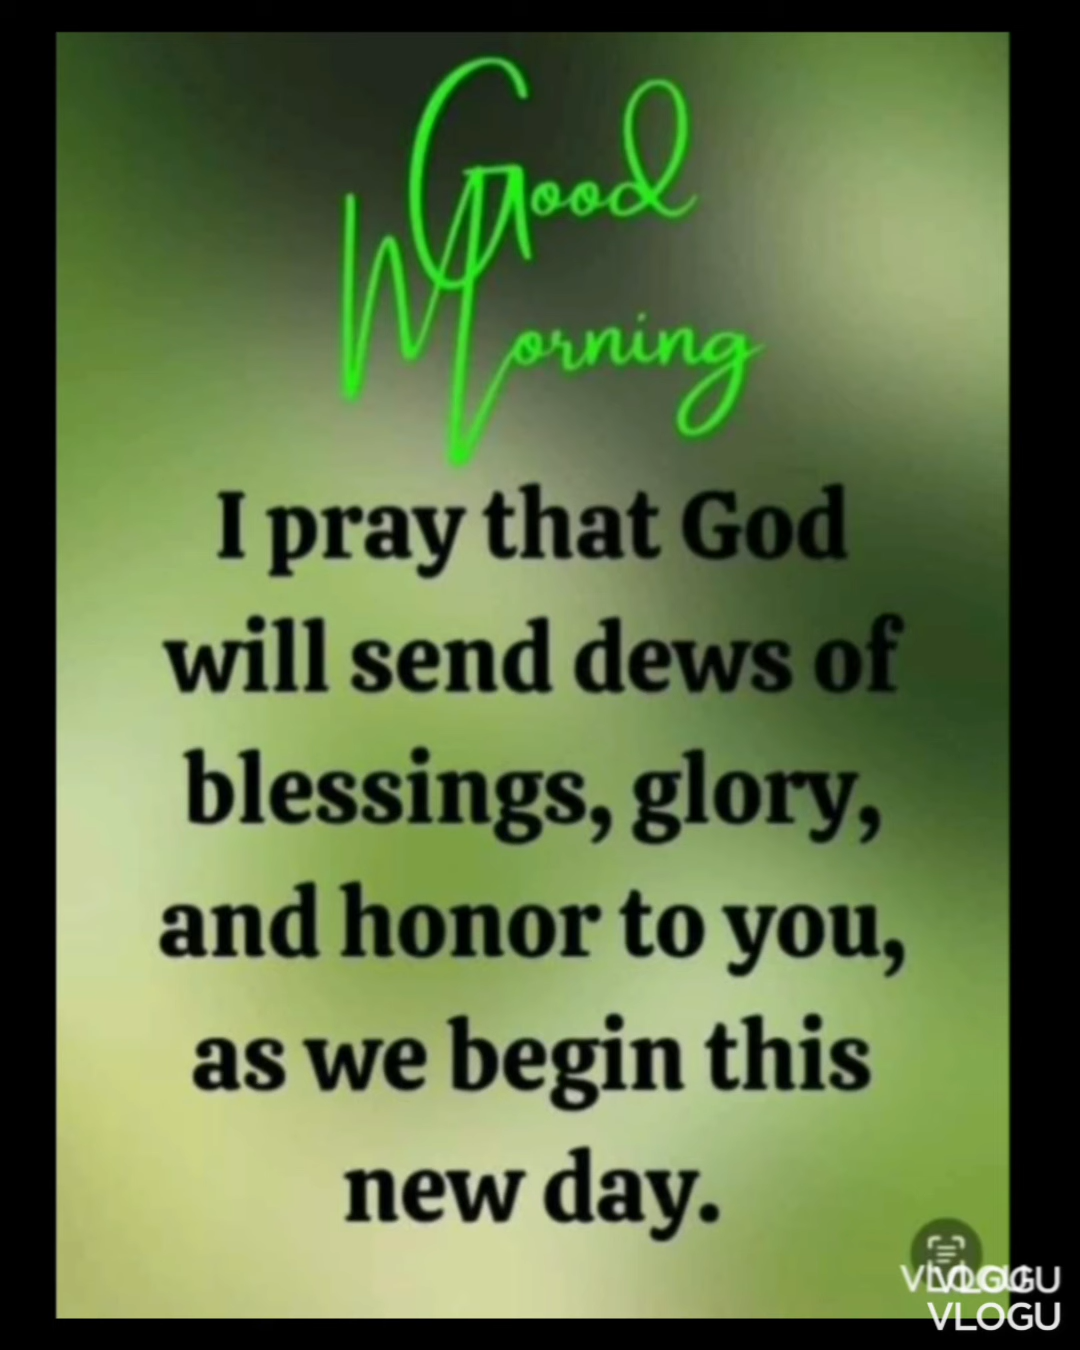 Good
Morning
I pray that God
will send dews of
blessings, glory,
and honor to you,
as we begin this
new day.
VLOGU
VLOGU
VLOGU